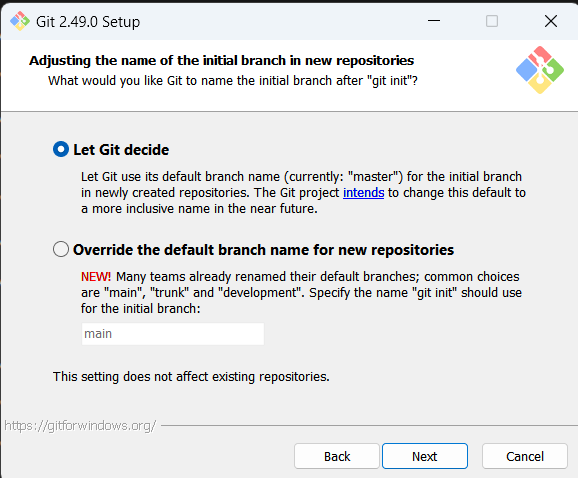 Git 2.49.0 Setup
Adjusting the name of the initial branch in new repositories
What would you like Git to name the initial branch after "git init"?
Let Git decide
Let Git use its default branch name (currently: "master") for the initial branch
in newly created repositories. The Git project intends to change this default to
a more inclusive name in the near future.
Override the default branch name for new repositories
NEW! Many teams already renamed their default branches; common choices
are "main", "trunk" and "development". Specify the name "git init" should use
for the initial branch:
main
This setting does not affect existing repositories.
https://gitforwindows.org/
Back Next Cancel